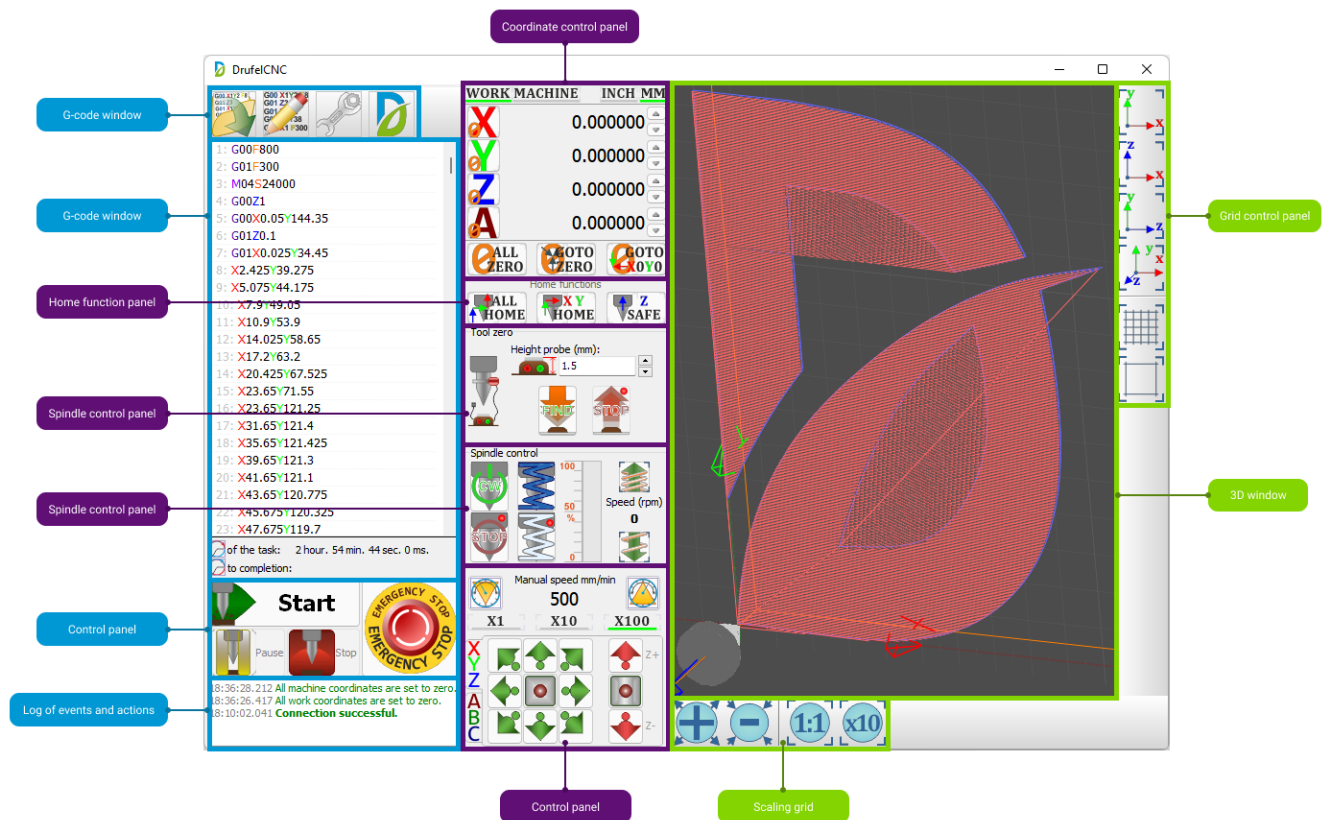 Coordinate control panel
DrufelCNC
G-code window
G-code window
Home function panel
Spindle control panel
Spindle control panel
Control panel
Log of events and actions
1: G00F800
2: G01F300
3: M04S24000
4: G00Z1
5: G00X0.05Y144.35
6: G01Z0.1
7: G01X0.025Y34.45
8: X2.425Y39.275
9: X5.075Y44.175
10: X7.9Y49.05
11: X10.9Y53.9
12: X14.025Y58.65
13: X17.2Y63.2
14: X20.425Y67.525
15: X23.65Y71.55
16: X23.65Y121.25
17: X31.65Y121.4
18: X35.65Y121.425
19: X39.65Y121.3
20: X41.65Y121.1
21: X43.65Y120.775
22: X45.675Y120.325
23: X47.675Y119.7
of the task: 2 hour. 54 min. 44 sec. 0 ms.
to completion:
Start
Pause
Stop
EMERGENCY STOP
EMERGENCY STOP
18:36:28.212 All machine coordinates are set to zero.
18:36:26.417 All work coordinates are set to zero.
18:10:02.041 Connection successful.
WORK MACHINE INCH MM
X 0.000000
Y 0.000000
Z 0.000000
A 0.000000
ALL ZERO
GOTO ZERO
GOTO X0Y0
Home functions
ALL HOME
X Y HOME
Z SAFE
Tool zero
Height probe (mm):
1.5
FIND
STOP
Spindle control
CW
STOP
100
50
%
0
Speed (rpm)
0
Manual speed mm/min
500
X1 X10 X100
X
Y
Z
A
B
C
Z+
Z-
Control panel
Y
X
y
x
z
x
y
z
y
x
z
Grid control panel
3D window
1:1
x10
Scaling grid